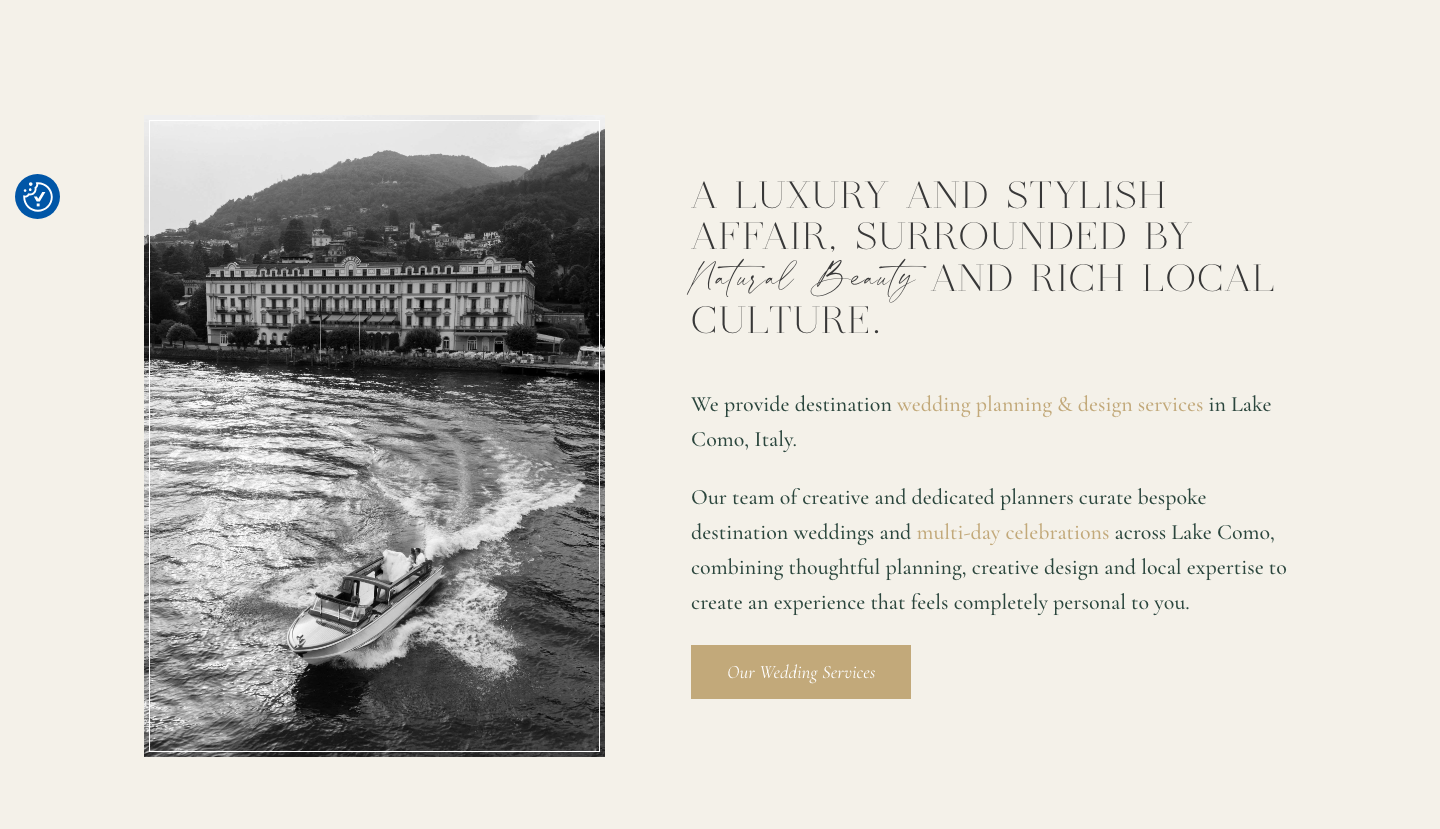 A LUXURY AND STYLISH
AFFAIR, SURROUNDED BY
Natural Beauty AND RICH LOCAL
CULTURE.
We provide destination wedding planning & design services in Lake
Como, Italy.
Our team of creative and dedicated planners curate bespoke
destination weddings and multi-day celebrations across Lake Como,
combining thoughtful planning, creative design and local expertise to
create an experience that feels completely personal to you.
Our Wedding Services